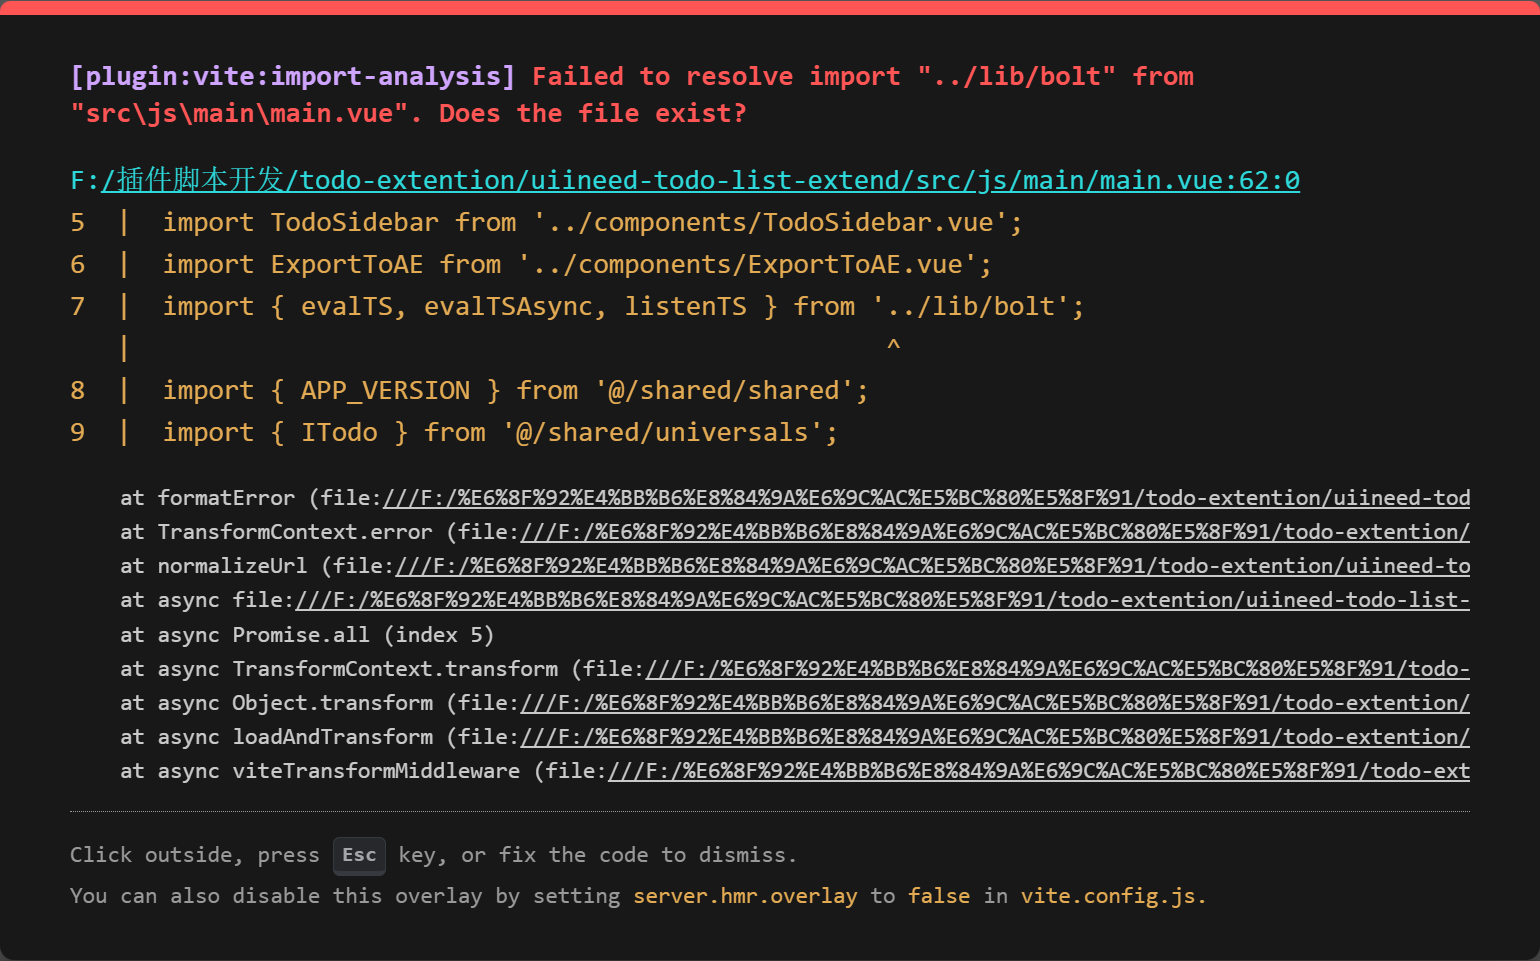 [plugin:vite:import-analysis] Failed to resolve import "../lib/bolt" from
"src\js\main\main.vue". Does the file exist?
F:/插件脚本开发/todo-extention/uiineed-todo-list-extend/src/js/main/main.vue:62:0
5  |  import TodoSidebar from '../components/TodoSidebar.vue';
6  |  import ExportToAE from '../components/ExportToAE.vue';
7  |  import { evalTS, evalTSAsync, listenTS } from '../lib/bolt';
   |                                                 ^
8  |  import { APP_VERSION } from '@/shared/shared';
9  |  import { ITodo } from '@/shared/universals';
at formatError (file:///F:/%E6%8F%92%E4%BB%B6%E8%84%9A%E6%9C%AC%E5%BC%80%E5%8F%91/todo-extention/uiineed-tod
at TransformContext.error (file:///F:/%E6%8F%92%E4%BB%B6%E8%84%9A%E6%9C%AC%E5%BC%80%E5%8F%91/todo-extention/
at normalizeUrl (file:///F:/%E6%8F%92%E4%BB%B6%E8%84%9A%E6%9C%AC%E5%BC%80%E5%8F%91/todo-extention/uiineed-to
at async file:///F:/%E6%8F%92%E4%BB%B6%E8%84%9A%E6%9C%AC%E5%BC%80%E5%8F%91/todo-extention/uiineed-todo-list-
at async Promise.all (index 5)
at async TransformContext.transform (file:///F:/%E6%8F%92%E4%BB%B6%E8%84%9A%E6%9C%AC%E5%BC%80%E5%8F%91/todo-
at async Object.transform (file:///F:/%E6%8F%92%E4%BB%B6%E8%84%9A%E6%9C%AC%E5%BC%80%E5%8F%91/todo-extention/
at async loadAndTransform (file:///F:/%E6%8F%92%E4%BB%B6%E8%84%9A%E6%9C%AC%E5%BC%80%E5%8F%91/todo-extention/
at async viteTransformMiddleware (file:///F:/%E6%8F%92%E4%BB%B6%E8%84%9A%E6%9C%AC%E5%BC%80%E5%8F%91/todo-ext
Click outside, press Esc key, or fix the code to dismiss.
You can also disable this overlay by setting server.hmr.overlay to false in vite.config.js.